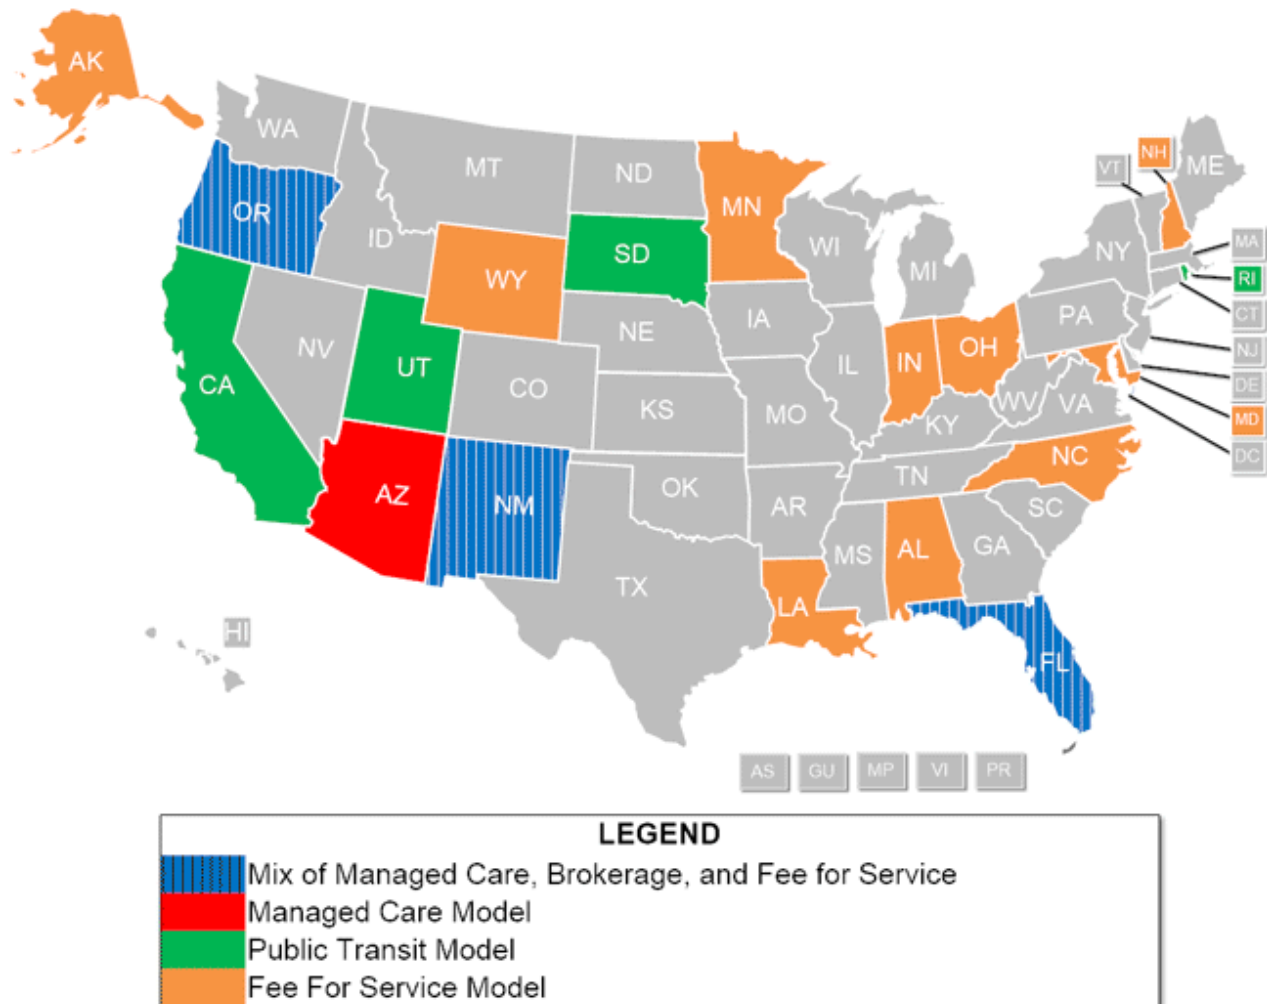 AK
WA
MT
ND
MN
VT
NH
ME
OR
ID
WY
SD
WI
MI
NY
MA
RI
CT
NJ
DE
MD
DC
NV
UT
CA
CO
NE
IA
IL
IN
OH
PA
WV
VA
KS
MO
KY
NC
AZ
NM
OK
AR
TN
SC
MS
AL
GA
TX
LA
FL
HI
AS
GU
MP
VI
PR
LEGEND
Mix of Managed Care, Brokerage, and Fee for Service
Managed Care Model
Public Transit Model
Fee For Service Model